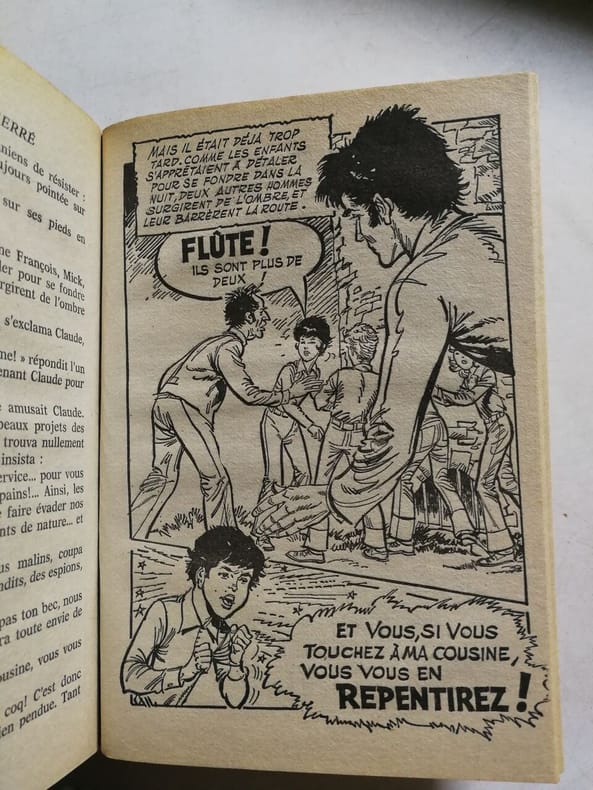 ERRÉ
niens de résister :
ujours pointée sur
sur ses pieds en
ne François, Mick,
ler pour se fondre
rgirent de l'ombre
s'exclama Claude,
me! » répondit l'un
enant Claude pour
e amusait Claude.
beaux projets des
trouva nullement
insista :
ervice... pour vous
pains!... Ainsi, les
faire évader nos
nts de nature... et
us malins, coupa
ndits, des espions,
pas ton bec, nous
ra toute envie de
ousine, vous vous
coq! C'est donc
ien pendue. Tant
MAIS IL ÉTAIT DÉJÀ TROP
TARD. COMME LES ENFANTS
S'APPRÊTAIENT À DÉTALER
POUR SE FONDRE DANS LA
NUIT, DEUX AUTRES HOMMES
SURGIRENT DE L'OMBRE, ET
LEUR BARRÈRENT LA ROUTE.
FLÛTE!
ILS SONT PLUS DE
DEUX!
ET VOUS, SI VOUS
TOUCHEZ À MA COUSINE,
VOUS VOUS EN
REPENTIREZ!